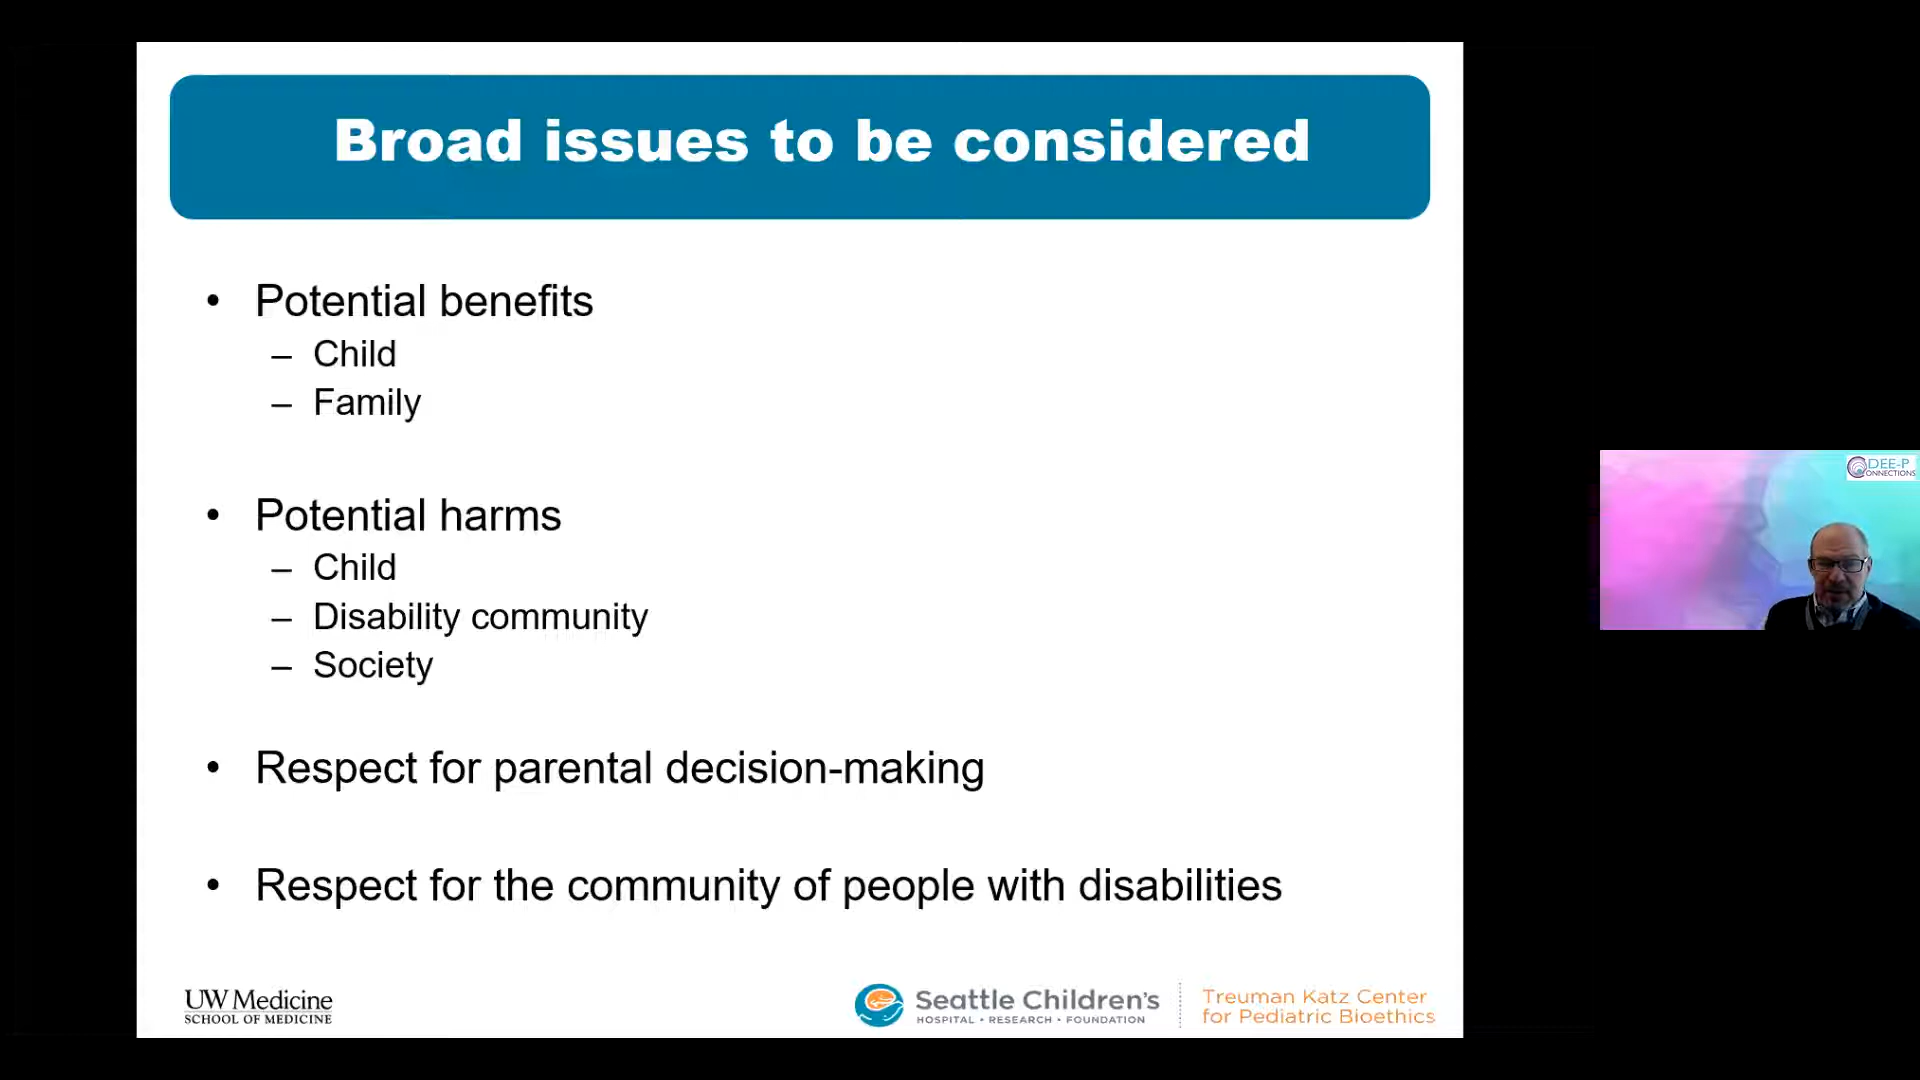 Broad issues to be considered
• Potential benefits
– Child
– Family
• Potential harms
– Child
– Disability community
– Society
• Respect for parental decision-making
• Respect for the community of people with disabilities
UW Medicine
SCHOOL OF MEDICINE
Seattle Children's
HOSPITAL • RESEARCH • FOUNDATION
Treuman Katz Center
for Pediatric Bioethics
DEE-P
CONNECTIONS